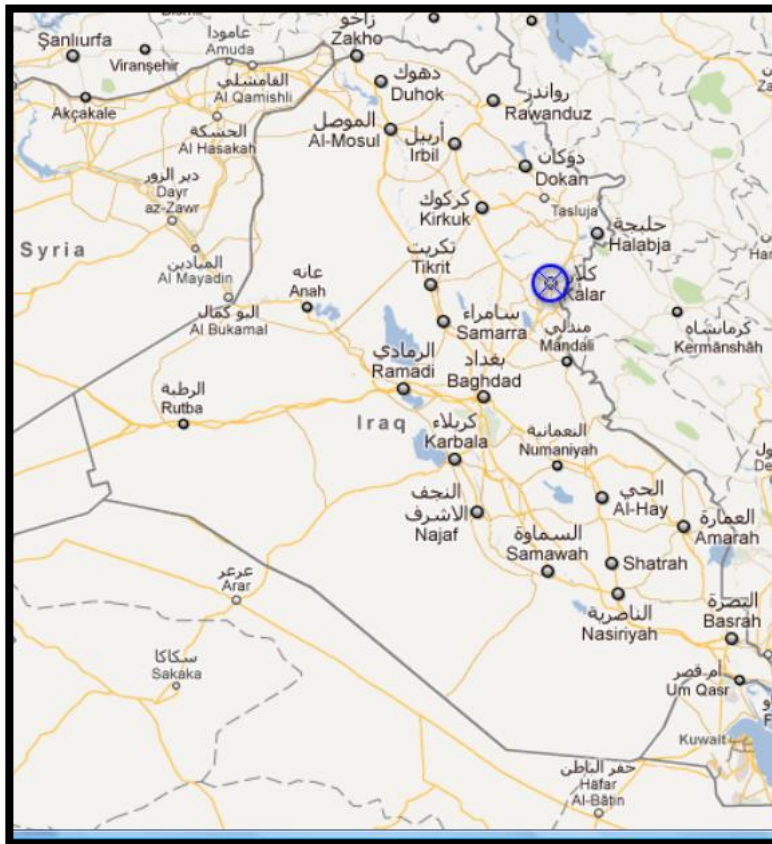 زاخو
Zakho
Şanlıurfa
Viranşehir
عامودا
Amuda
القامشلي
Al Qamishli
دهوك
Duhok
رواندز
Rawanduz
Akçakale
الحسكة
Al Hasakah
الموصل
Al-Mosul
أربيل
Irbil
دوكان
Dokan
دير الزور
Dayr
az-Zawr
كركوك
Kirkuk
Tasluja
حلبجة
Halabja
Syria
الميادين
Al Mayadin
عانه
Anah
تكريت
Tikrit
كلار
Kalar
البو كمال
Al Bukamal
سامراء
Samarra
مندلي
Mandali
كرمانشاه
Kermānshāh
الرمادي
Ramadi
بغداد
Baghdad
الرطبة
Rutba
Iraq
كربلاء
Karbala
النعمانية
Numaniyah
النجف
الاشرف
Najaf
الحي
Al-Hay
العمارة
Amarah
السماوة
Samawah
Shatrah
عرعر
Arar
الناصرية
Nasiriyah
البصرة
Basrah
سكاكا
Sakaka
أم قصر
Um Qasr
Kuwait
حفر الباطن
Hāfar
Al-Bātin